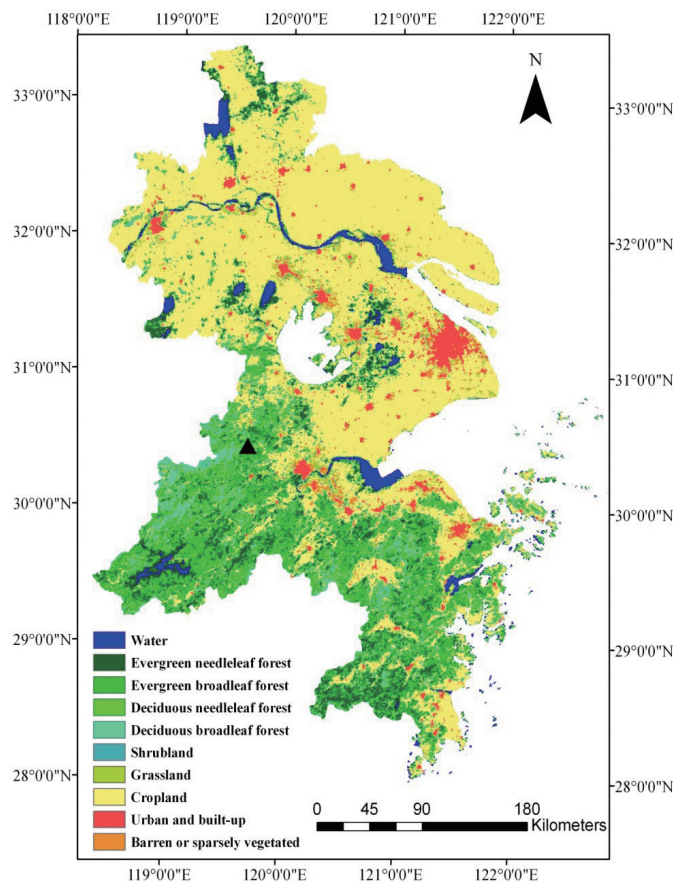 119°0'0"E 120°0'0"E 121°0'0"E 122°0'0"E
118°0'0"E
N
33°0'0"N
33°0'0"N
32°0'0"N
32°0'0"N
31°0'0"N
31°0'0"N
30°0'0"N
30°0'0"N
29°0'0"N
29°0'0"N
28°0'0"N
28°0'0"N
Water
Evergreen needleleaf forest
Evergreen broadleaf forest
Deciduous needleleaf forest
Deciduous broadleaf forest
Shrubland
Grassland
Cropland
Urban and built-up
Barren or sparsely vegetated
0 45 90 180
Kilometers
119°0'0"E 120°0'0"E 121°0'0"E 122°0'0"E